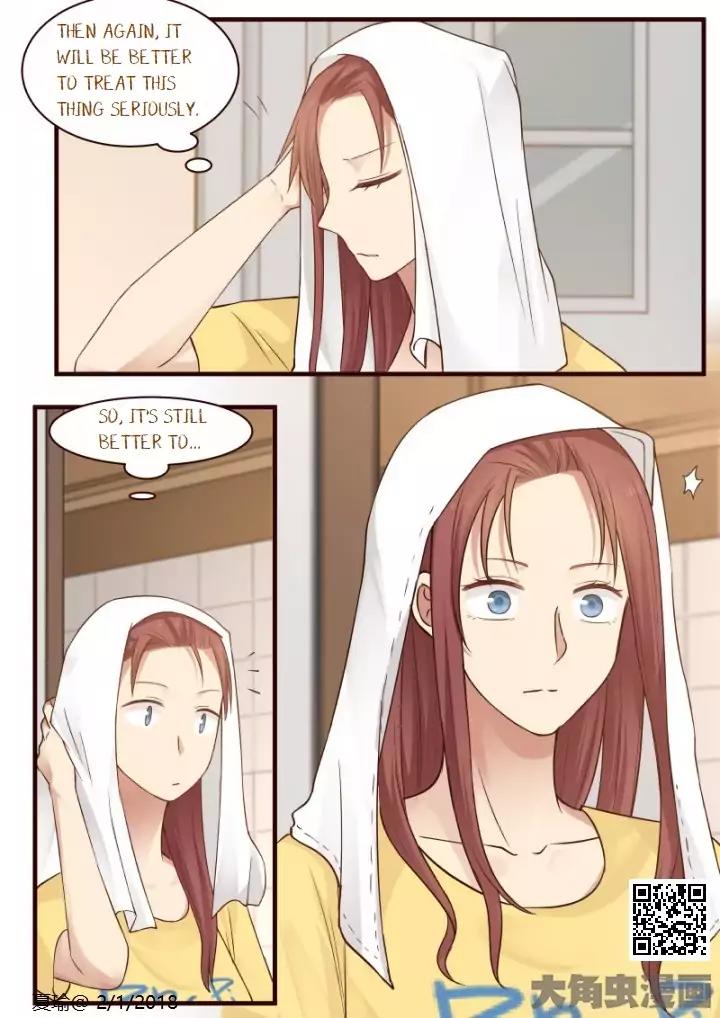 THEN AGAIN, IT
WILL BE BETTER
TO TREAT THIS
THING SERIOUSLY.
SO, IT'S STILL
BETTER TO...
夏瑜@ 2/1/2018
大角虫漫画